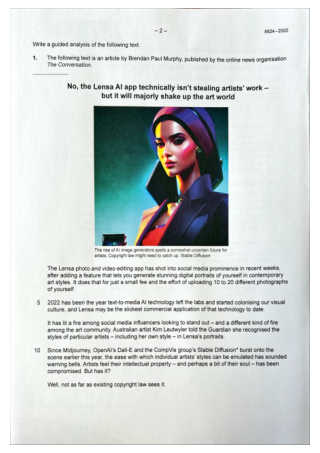 – 2 –
8824 – 2002
Write a guided analysis of the following text.
1. The following text is an article by Brendan Paul Murphy, published by the online news organisation
The Conversation.
No, the Lensa AI app technically isn't stealing artists' work –
but it will majorly shake up the art world
The rise of AI image generators spells a somewhat uncertain future for
artists. Copyright law might need to catch up. Stable Diffusion
The Lensa photo and video editing app has shot into social media prominence in recent weeks,
after adding a feature that lets you generate stunning digital portraits of yourself in contemporary
art styles. It does that for just a small fee and the effort of uploading 10 to 20 different photographs
of yourself.
5 2022 has been the year text-to-media AI technology left the labs and started colonising our visual
culture, and Lensa may be the slickest commercial application of that technology to date.
It has lit a fire among social media influencers looking to stand out – and a different kind of fire
among the art community. Australian artist Kim Leutwyler told the Guardian she recognised the
styles of particular artists – including her own style – in Lensa's portraits.
10 Since Midjourney, OpenAI's Dall-E and the CompVis group's Stable Diffusion* burst onto the
scene earlier this year, the ease with which individual artists' styles can be emulated has sounded
warning bells. Artists feel their intellectual property – and perhaps a bit of their soul – has been
compromised. But has it?
Well, not as far as existing copyright law sees it.